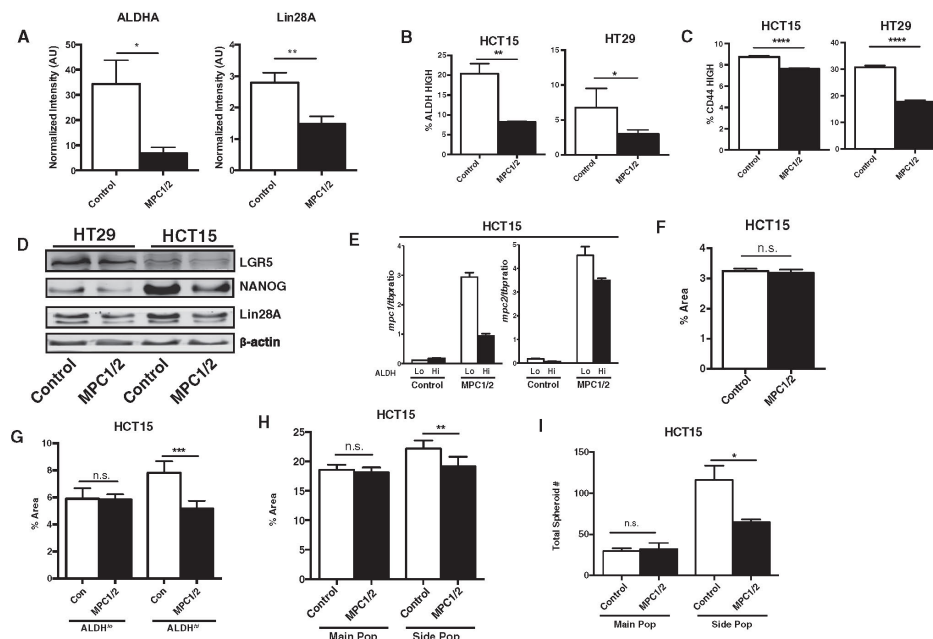 A
ALDHA
Normalized Intensity (AU)
50
40
30
20
10
0
*
Control
MPC1/2
Lin28A
Normalized Intensity (AU)
4
3
2
1
0
**
Control
MPC1/2
B
HCT15
% ALDH HIGH
25
20
15
10
5
0
**
Control
MPC1/2
HT29
15
10
5
0
*
Control
MPC1/2
C
HCT15
% CD44 HIGH
10
8
6
4
2
0
****
Control
MPC1/2
HT29
40
30
20
10
0
****
Control
MPC1/2
D
HT29 HCT15
LGR5
NANOG
Lin28A
β-actin
Control MPC1/2 Control MPC1/2
E
HCT15
mpc1/tbpratio
4
3
2
1
0
ALDH Lo Hi Lo Hi
Control MPC1/2
mpc2/tbpratio
5
4
3
2
1
0
Lo Hi Lo Hi
Control MPC1/2
F
HCT15
% Area
4
3
2
1
0
n.s.
Control
MPC1/2
G
HCT15
% Area
10
8
6
4
2
0
n.s.
***
Con MPC1/2 Con MPC1/2
ALDHlo ALDHhi
H
HCT15
% Area
25
20
15
10
5
0
n.s.
**
Control MPC1/2 Control MPC1/2
Main Pop Side Pop
I
HCT15
Total Spheroid #
150
100
50
0
n.s.
*
Control MPC1/2 Control MPC1/2
Main Pop Side Pop